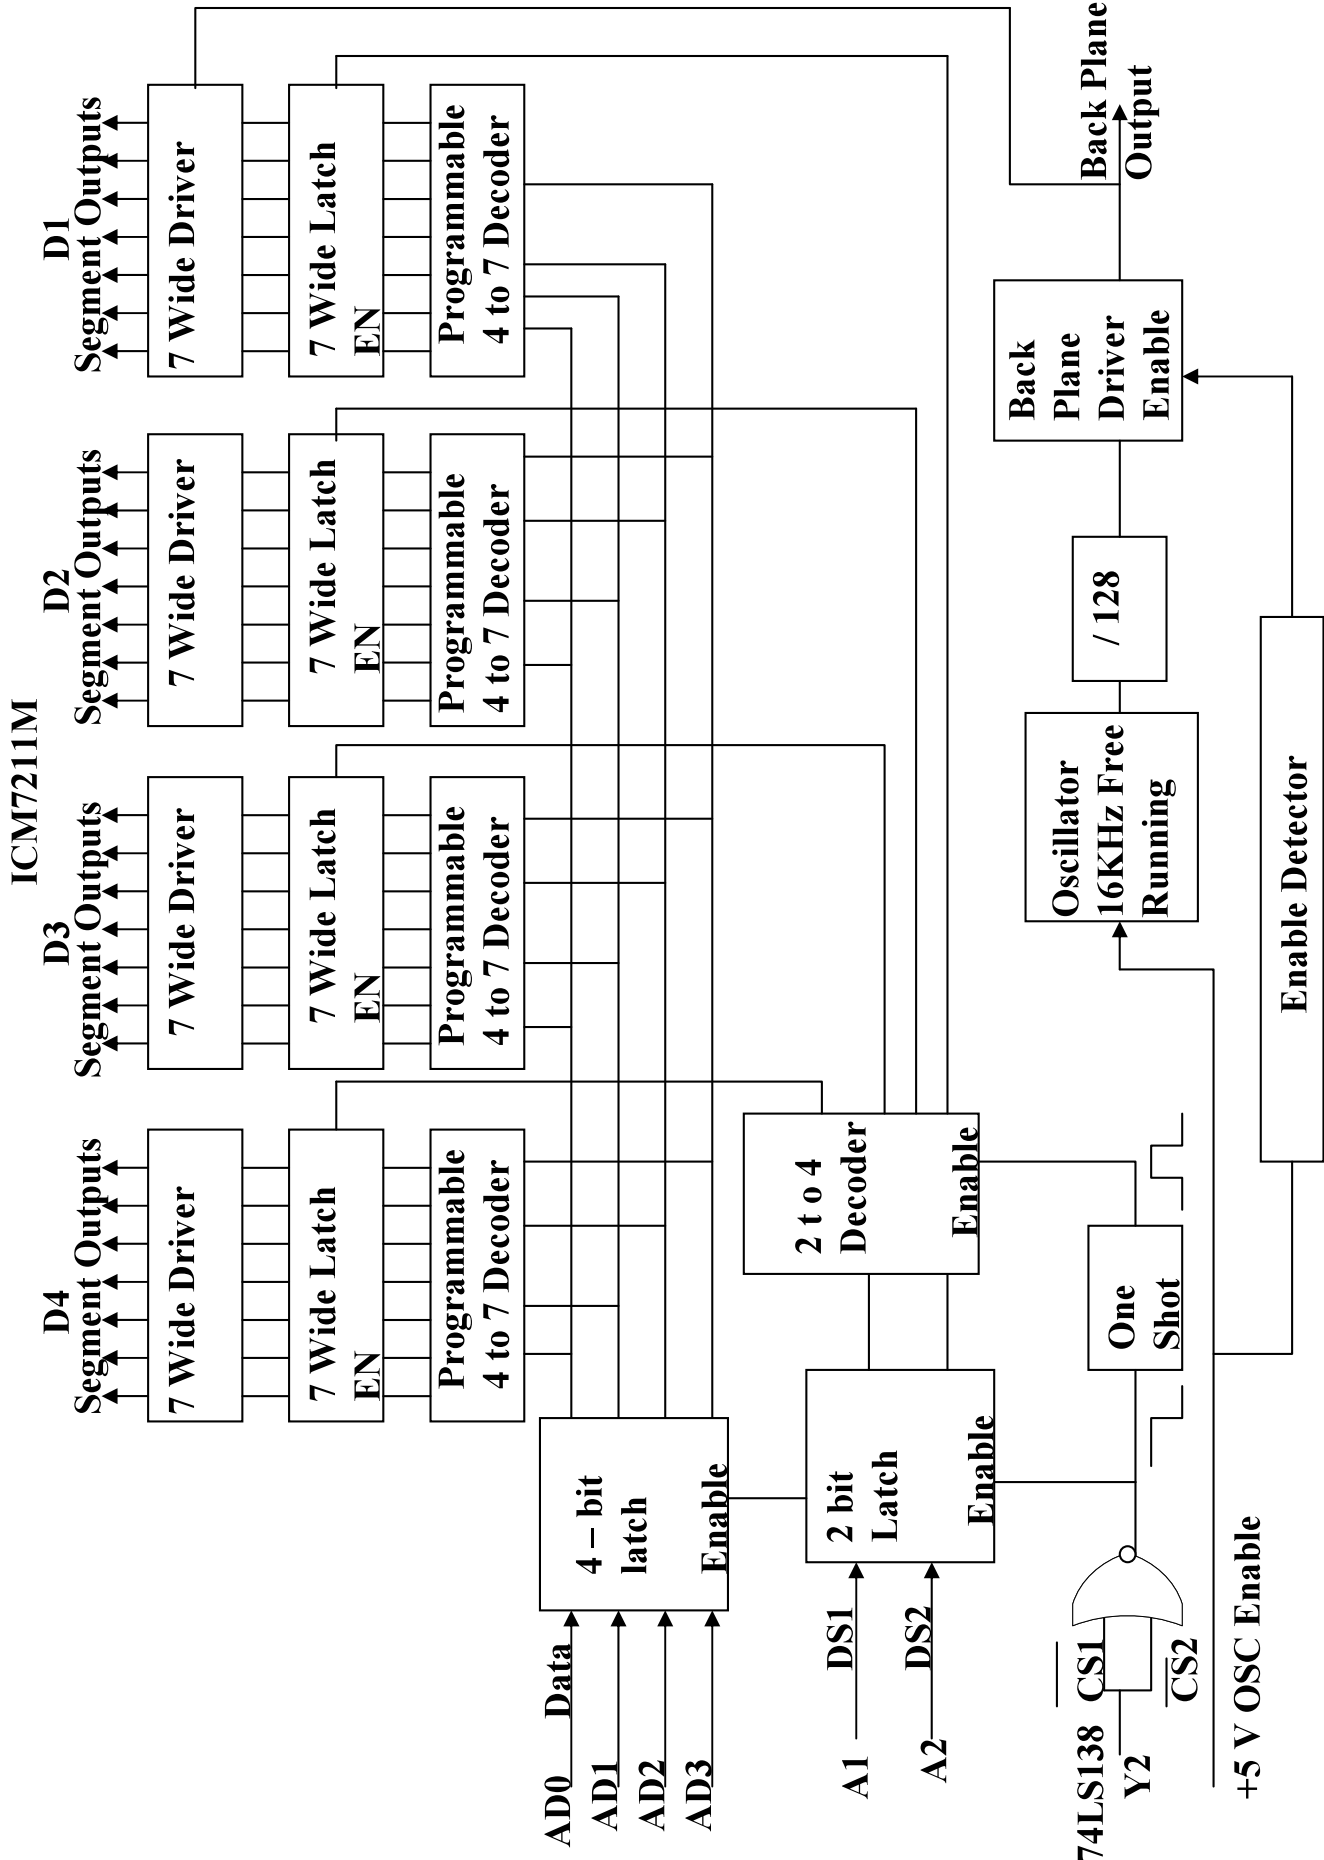 ICM7211M
D4
Segment Outputs
D3
Segment Outputs
D2
Segment Outputs
D1
Segment Outputs
7 Wide Driver
7 Wide Driver
7 Wide Driver
7 Wide Driver
7 Wide Latch
EN
7 Wide Latch
EN
7 Wide Latch
EN
7 Wide Latch
EN
Programmable
4 to 7 Decoder
Programmable
4 to 7 Decoder
Programmable
4 to 7 Decoder
Programmable
4 to 7 Decoder
AD0 Data
AD1
AD2
AD3
4 – bit
latch
Enable
A1 DS1
A2 DS2
2 bit
Latch
Enable
2 t o 4
Decoder
Enable
74LS138 CS1
Y2
CS2
One
Shot
+5 V OSC Enable
Oscillator
16KHz Free
Running
/ 128
Back
Plane
Driver
Enable
Back Plane
Output
Enable Detector